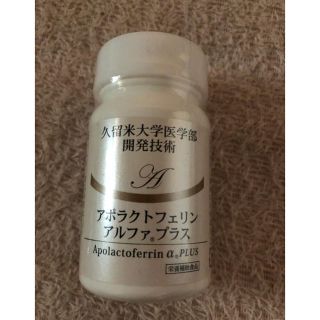 久留米大学医学部
開発技術
A
アポラクトフェリン
アルファ®プラス
Apolactoferrin α®PLUS
栄養補助食品